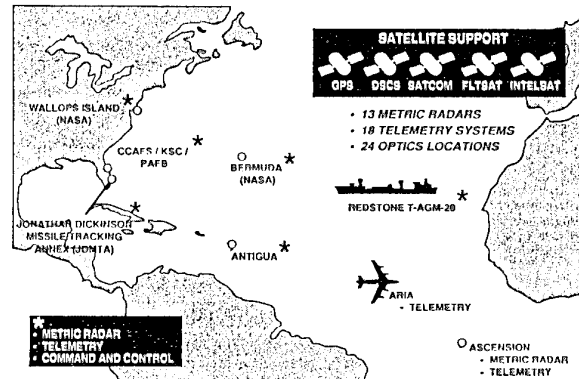 SATELLITE SUPPORT
GPS DSCS SATCOM FLTSAT INTELSAT
• 13 METRIC RADARS
• 18 TELEMETRY SYSTEMS
• 24 OPTICS LOCATIONS
WALLOPS ISLAND
(NASA)
CCAFS / KSC /
PAFB
BERMUDA
(NASA)
REDSTONE T-AGM-20
JONATHAN DICKINSON
MISSILE/TRACKING
ANNEX (JDMTA)
ANTIGUA
ARIA
- TELEMETRY
* METRIC RADAR
• TELEMETRY
• COMMAND AND CONTROL
ASCENSION
- METRIC RADAR
- TELEMETRY